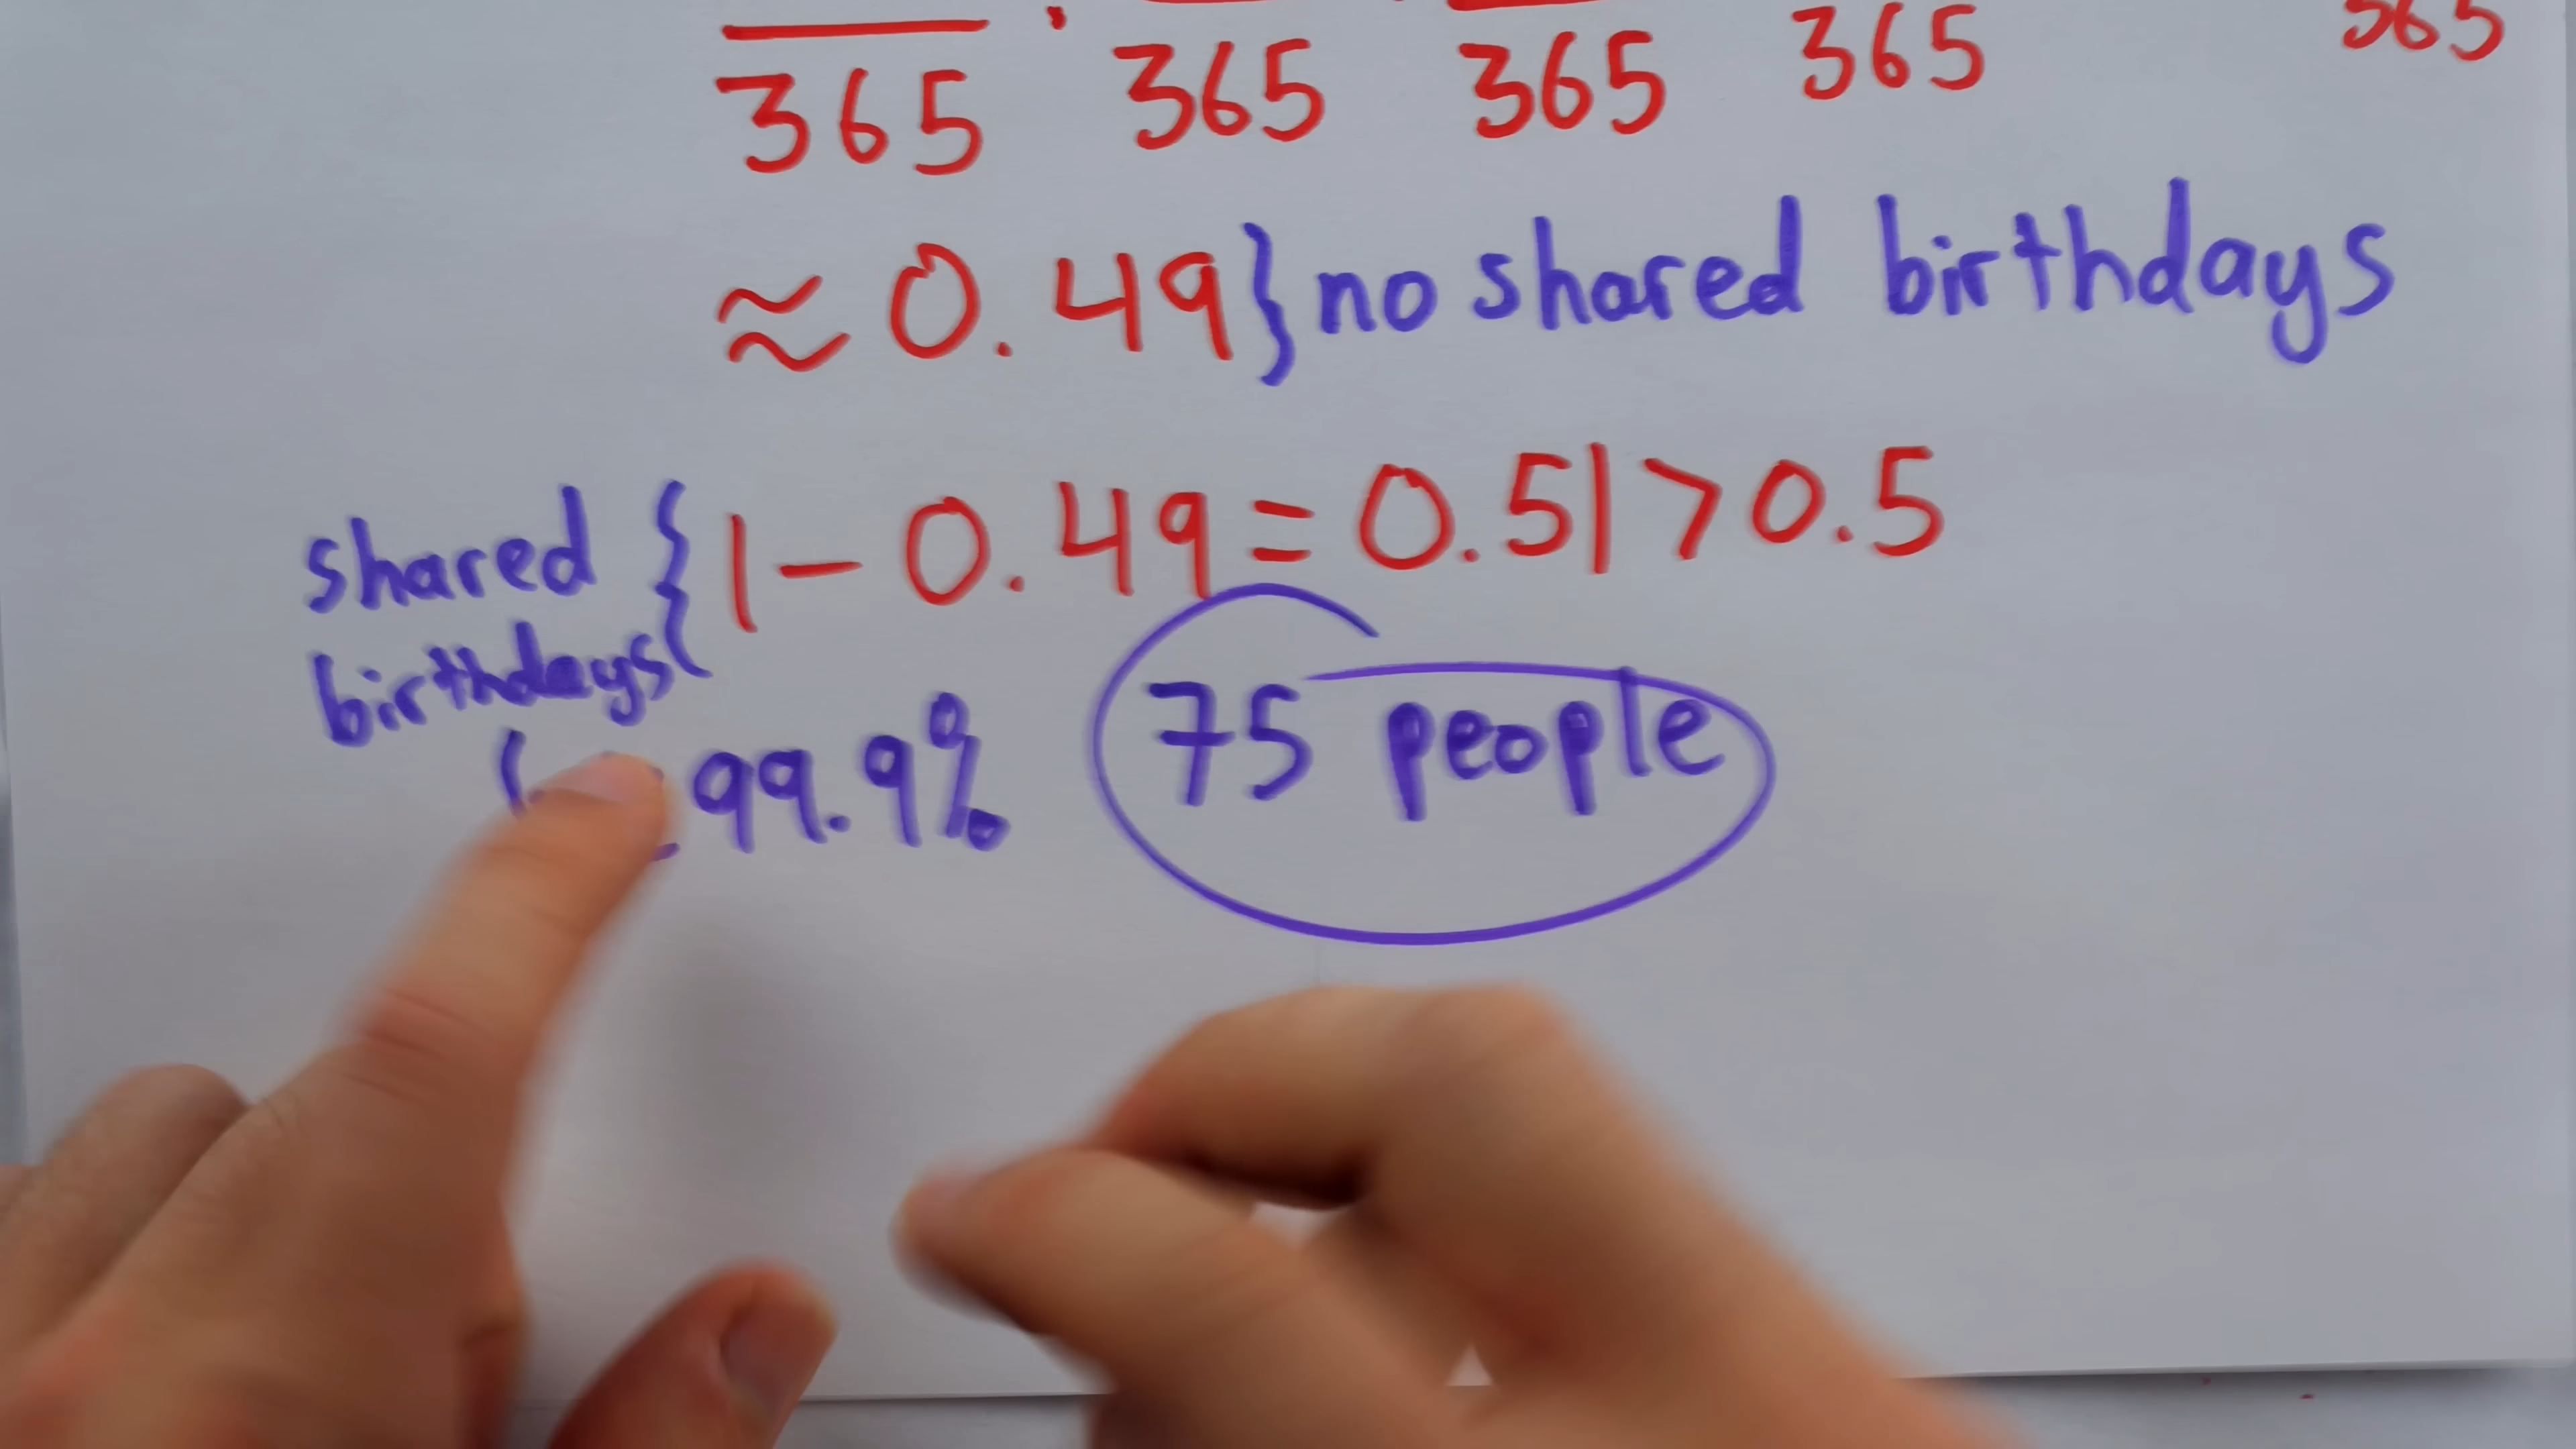 365 · 365 365 365 365
≈ 0.49 } no shared birthdays
shared birthdays { 1 - 0.49 = 0.51 > 0.5
99.9% 75 people